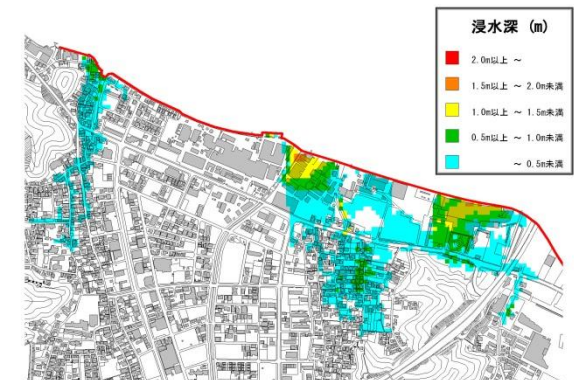 浸水深 (m)
2.0m以上 ~
1.5m以上 ~ 2.0m未満
1.0m以上 ~ 1.5m未満
0.5m以上 ~ 1.0m未満
~ 0.5m未満